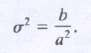 σ² = b/a².